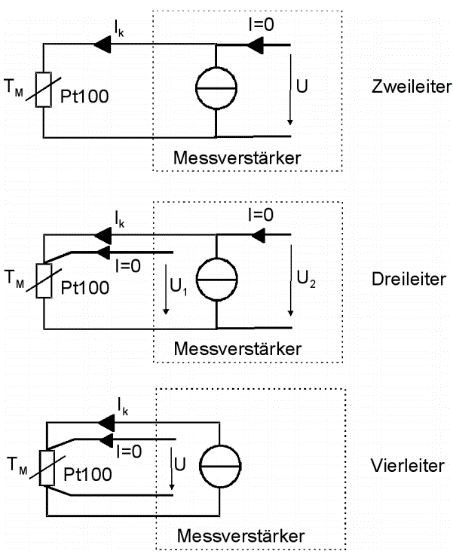 I_k I=0
T_M Pt100 U Zweileiter
Messverstärker
I_k I=0
T_M Pt100 I=0 U_1 U_2 Dreileiter
Messverstärker
I_k
I=0
T_M Pt100 U Vierleiter
Messverstärker